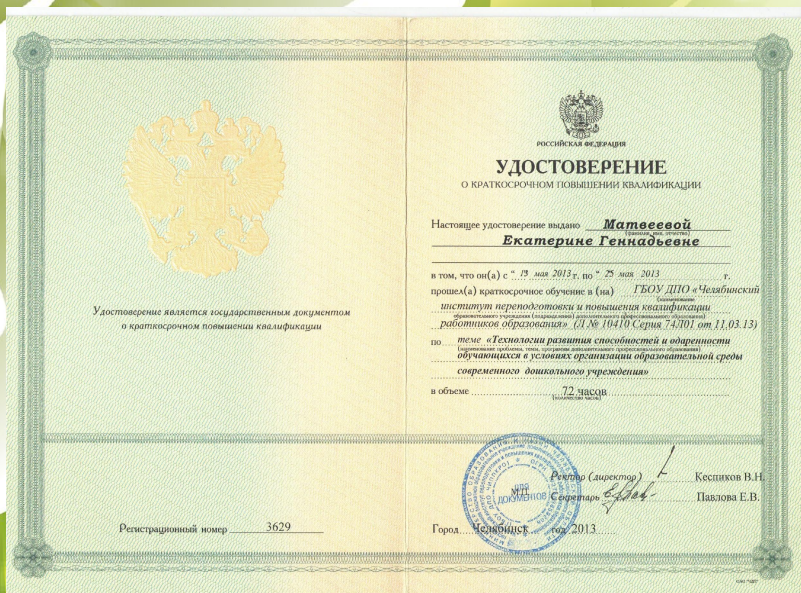 Удостоверение является государственным документом
о краткосрочном повышении квалификации
Регистрационный номер 3629
РОССИЙСКАЯ ФЕДЕРАЦИЯ
УДОСТОВЕРЕНИЕ
О КРАТКОСРОЧНОМ ПОВЫШЕНИИ КВАЛИФИКАЦИИ
Настоящее удостоверение выдано Матвеевой
(фамилия, имя, отчество)
Екатерине Геннадьевне
в том, что он(а) с " 13 мая 2013 г. по " 25 мая 2013 г.
прошел(а) краткосрочное обучение в (на) ГБОУ ДПО «Челябинский
(наименование
институт переподготовки и повышения квалификации
образовательного учреждения (подразделения) дополнительного профессионального образования)
работников образования» (Л № 10410 Серия 74Л01 от 11.03.13)
по теме «Технологии развития способностей и одаренности
(наименование проблемы, темы, программы дополнительного профессионального образования)
обучающихся в условиях организации образовательной среды
современного дошкольного учреждения»
в объеме 72 часов
(количество часов)
Ректор (директор) Кеспиков В.Н.
М.П. Секретарь Павлова Е.В.
ДЛЯ
ДОКУМЕНТОВ
Город Челябинск год 2013